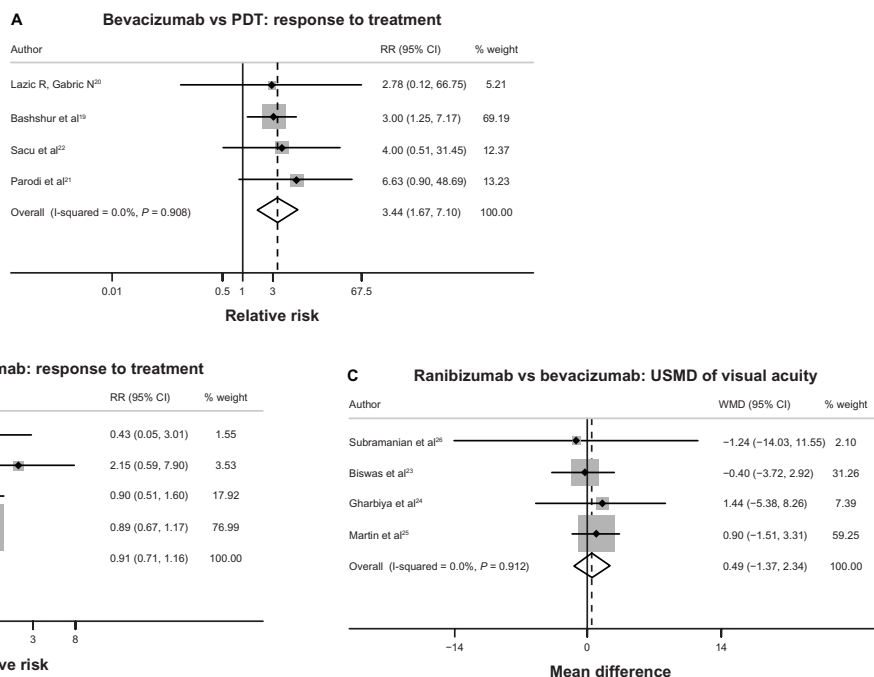 A Bevacizumab vs PDT: response to treatment
Author RR (95% CI) % weight
Lazic R, Gabric N²⁰ 2.78 (0.12, 66.75) 5.21
Bashshur et al¹⁹ 3.00 (1.25, 7.17) 69.19
Sacu et al²² 4.00 (0.51, 31.45) 12.37
Parodi et al²¹ 6.63 (0.90, 48.69) 13.23
Overall (I-squared = 0.0%, P = 0.908) 3.44 (1.67, 7.10) 100.00
0.01 0.5 1 3 67.5
Relative risk
mab: response to treatment
RR (95% CI) % weight
0.43 (0.05, 3.01) 1.55
2.15 (0.59, 7.90) 3.53
0.90 (0.51, 1.60) 17.92
0.89 (0.67, 1.17) 76.99
0.91 (0.71, 1.16) 100.00
3 8
ve risk
C Ranibizumab vs bevacizumab: USMD of visual acuity
Author WMD (95% CI) % weight
Subramanian et al²⁶ −1.24 (−14.03, 11.55) 2.10
Biswas et al²³ −0.40 (−3.72, 2.92) 31.26
Gharbiya et al²⁴ 1.44 (−5.38, 8.26) 7.39
Martin et al²⁵ 0.90 (−1.51, 3.31) 59.25
Overall (I-squared = 0.0%, P = 0.912) 0.49 (−1.37, 2.34) 100.00
−14 0 14
Mean difference